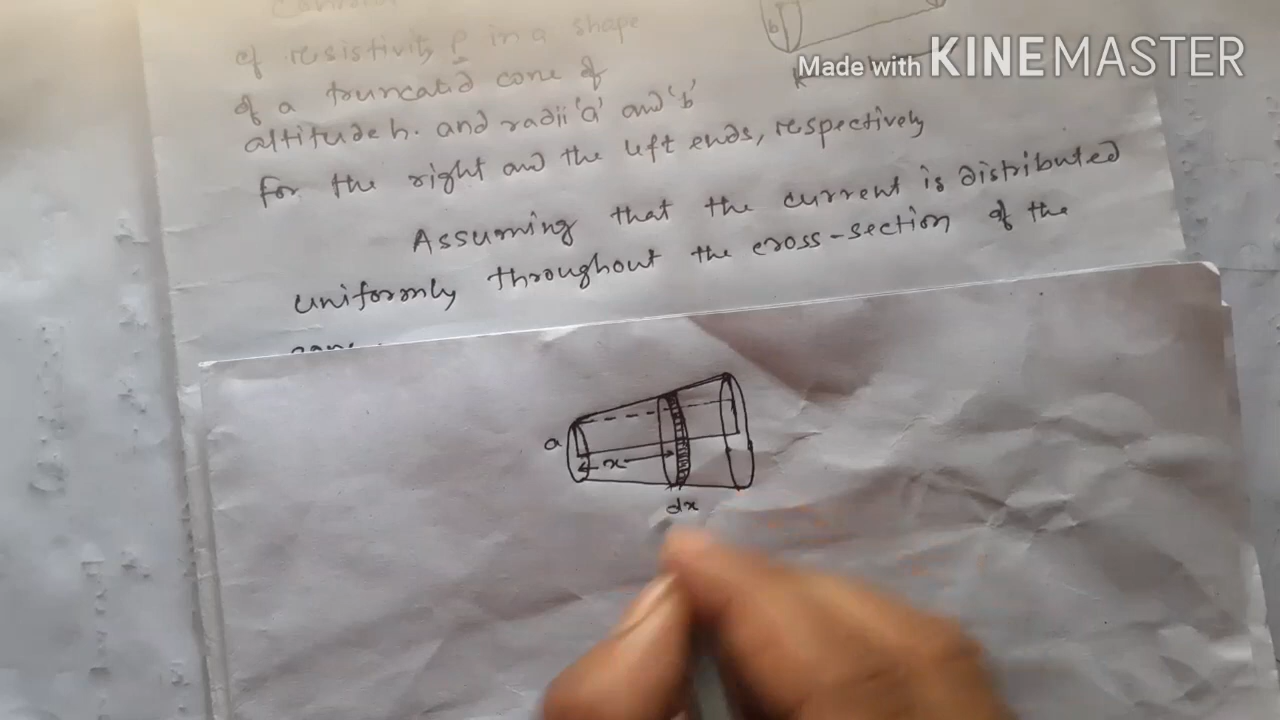 of resistivity ρ in a shape
of a truncatid cone of
altitude h. and radii 'a' and 'b'
for the right and the left ends, respectively
Assuming that the current is distributed
uniformly throughout the cross-section of the
b
Made with KINEMASTER
a
x
dx